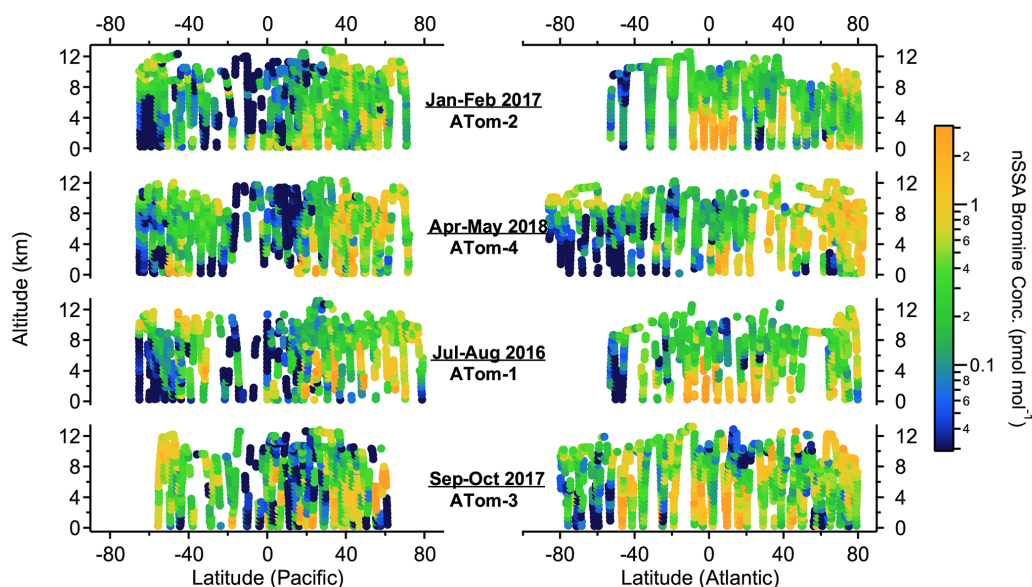 -80 -40 0 40 80 -80 -40 0 40 80
12 12
8 Jan-Feb 2017 8
4 ATom-2 4
0 0
12 12
8 Apr-May 2018 8
4 ATom-4 4
0 0
12 12
8 Jul-Aug 2016 8
4 ATom-1 4
0 0
12 12
8 Sep-Oct 2017 8
4 ATom-3 4
0 0
-80 -40 0 40 80 -80 -40 0 40 80
Latitude (Pacific) Latitude (Atlantic)
Altitude (km)
2
1
8
6
4
2
0.1
8
6
4
nSSA Bromine Conc. (pmol mol⁻¹)